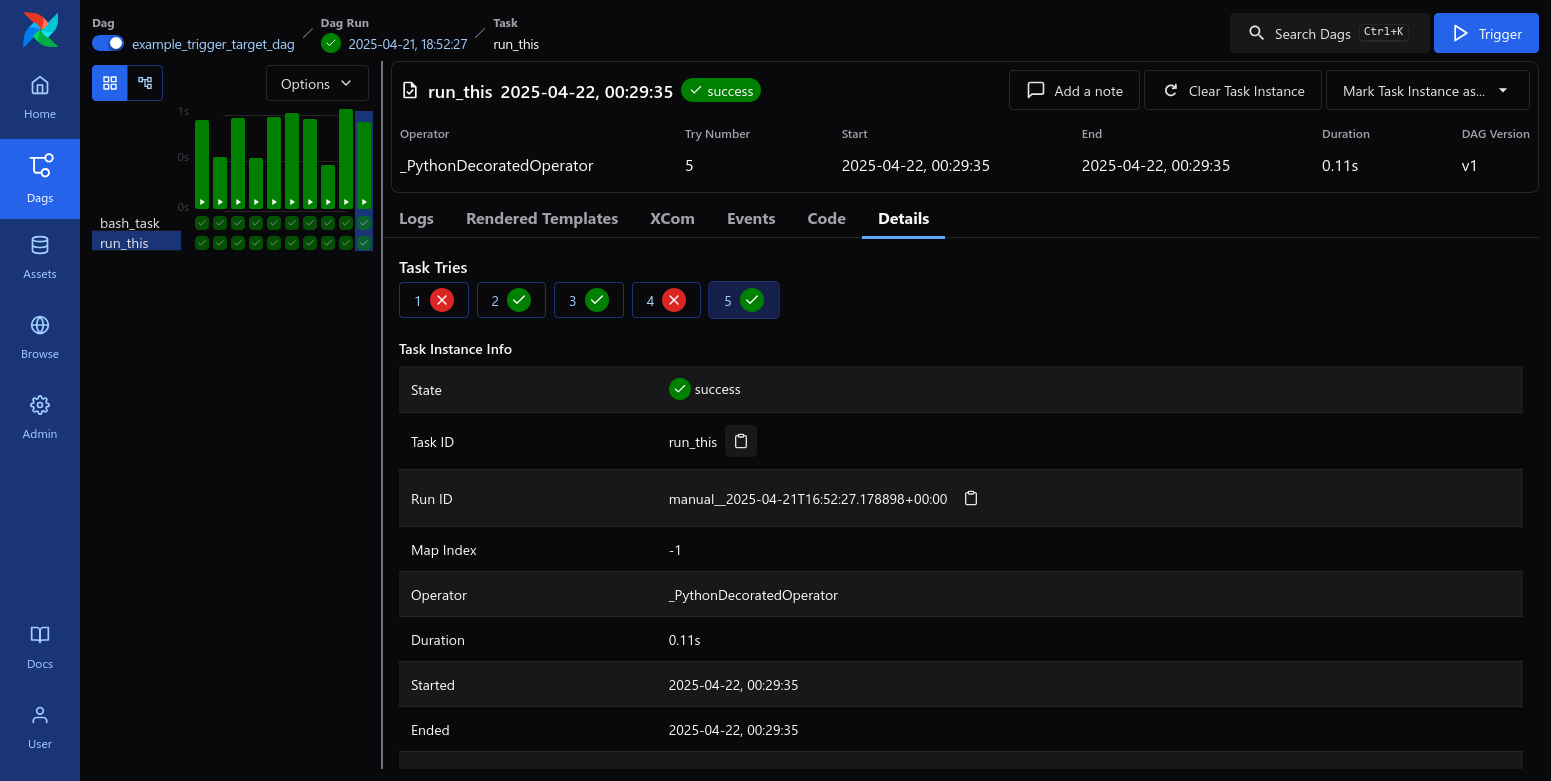 Dag
example_trigger_target_dag
/
Dag Run
2025-04-21, 18:52:27
/
Task
run_this
Search Dags Ctrl+K
Trigger
Home
Dags
Assets
Browse
Admin
Docs
User
Options
1s
0s
0s
bash_task
run_this
run_this 2025-04-22, 00:29:35 success
Add a note
Clear Task Instance
Mark Task Instance as...
Operator Try Number Start End Duration DAG Version
_PythonDecoratedOperator 5 2025-04-22, 00:29:35 2025-04-22, 00:29:35 0.11s v1
Logs Rendered Templates XCom Events Code Details
Task Tries
1 2 3 4 5
Task Instance Info
State success
Task ID run_this
Run ID manual__2025-04-21T16:52:27.178898+00:00
Map Index -1
Operator _PythonDecoratedOperator
Duration 0.11s
Started 2025-04-22, 00:29:35
Ended 2025-04-22, 00:29:35